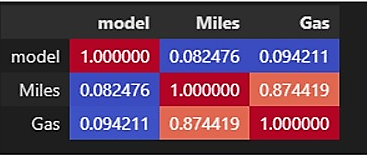 model Miles Gas
model 1.000000 0.082476 0.094211
Miles 0.082476 1.000000 0.874419
Gas 0.094211 0.874419 1.000000